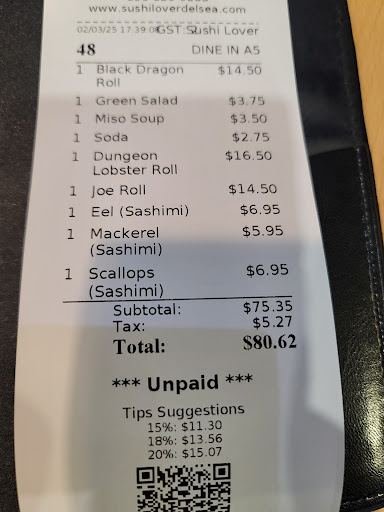 www.sushiloverdelsea.com
02/03/25 17:39:0 GST: Sushi Lover
48 DINE IN A5
1 Black Dragon $14.50
Roll
1 Green Salad $3.75
1 Miso Soup $3.50
1 Soda $2.75
1 Dungeon $16.50
Lobster Roll
1 Joe Roll $14.50
1 Eel (Sashimi) $6.95
1 Mackerel $5.95
(Sashimi)
1 Scallops $6.95
(Sashimi)
Subtotal: $75.35
Tax: $5.27
Total: $80.62
*** Unpaid ***
Tips Suggestions
15%: $11.30
18%: $13.56
20%: $15.07